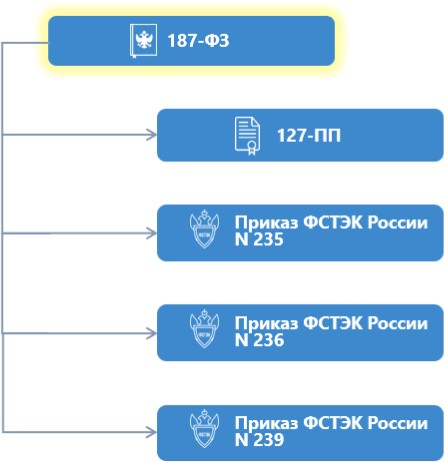 187-ФЗ
127-ПП
Приказ ФСТЭК России
N 235
Приказ ФСТЭК России
N 236
Приказ ФСТЭК России
N 239